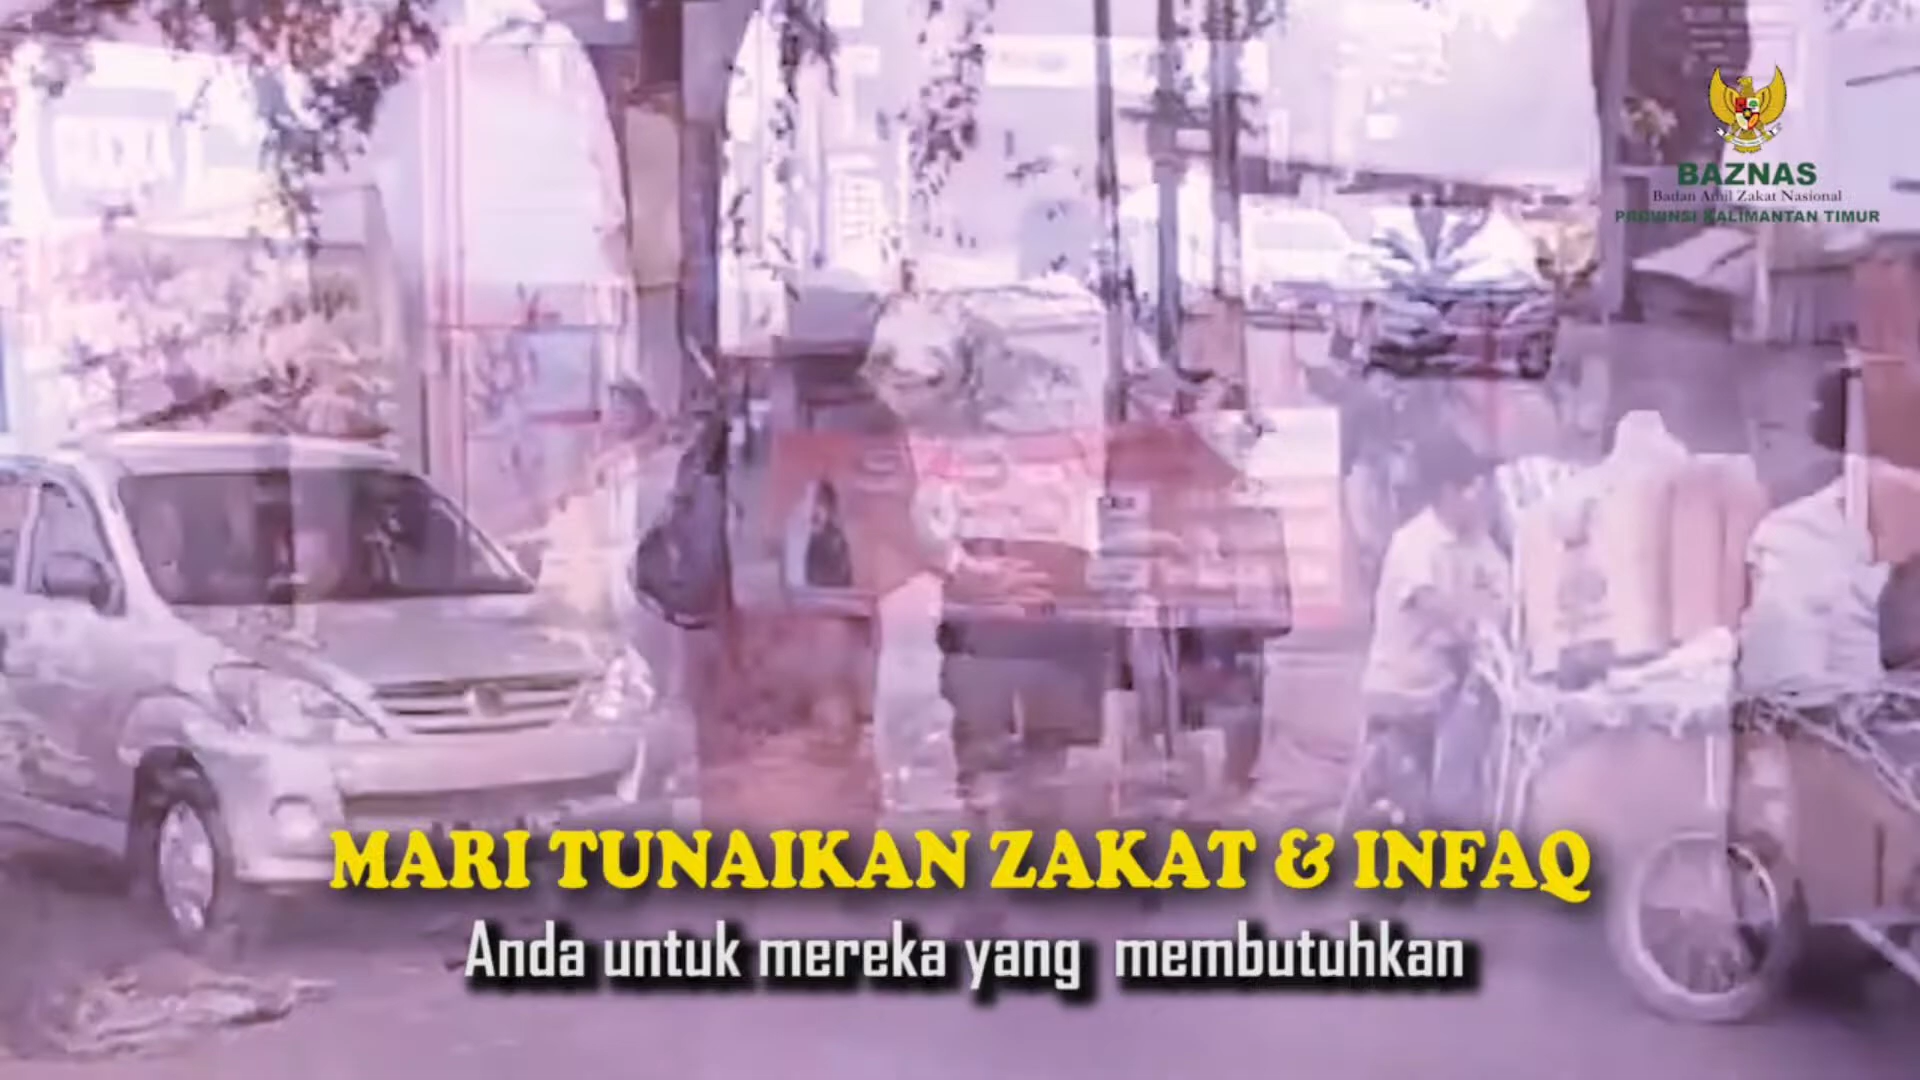 BAZNAS
Badan Amil Zakat Nasional
PROVINSI KALIMANTAN TIMUR
MARI TUNAIKAN ZAKAT & INFAQ
Anda untuk mereka yang membutuhkan